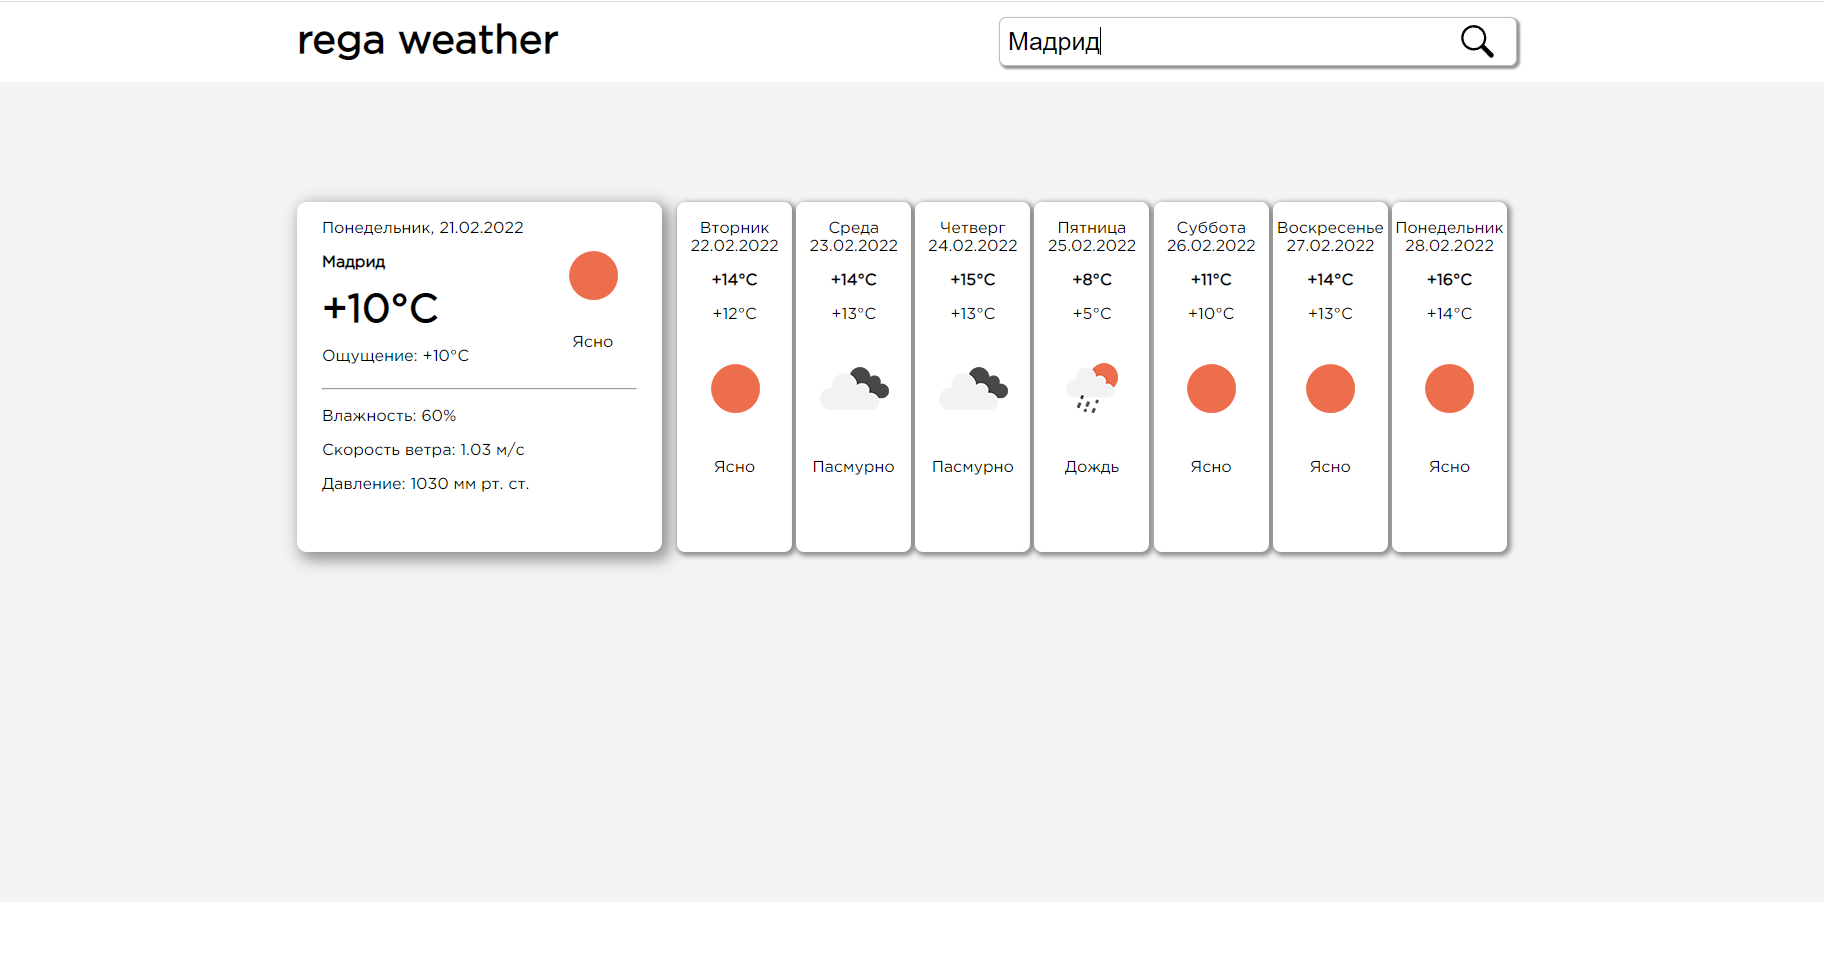 rega weather
Мадрид
Понедельник, 21.02.2022
Мадрид
+10°C
Ощущение: +10°C
Ясно
Влажность: 60%
Скорость ветра: 1.03 м/с
Давление: 1030 мм рт. ст.
Вторник
22.02.2022
+14°C
+12°C
Ясно
Среда
23.02.2022
+14°C
+13°C
Пасмурно
Четверг
24.02.2022
+15°C
+13°C
Пасмурно
Пятница
25.02.2022
+8°C
+5°C
Дождь
Суббота
26.02.2022
+11°C
+10°C
Ясно
Воскресенье
27.02.2022
+14°C
+13°C
Ясно
Понедельник
28.02.2022
+16°C
+14°C
Ясно